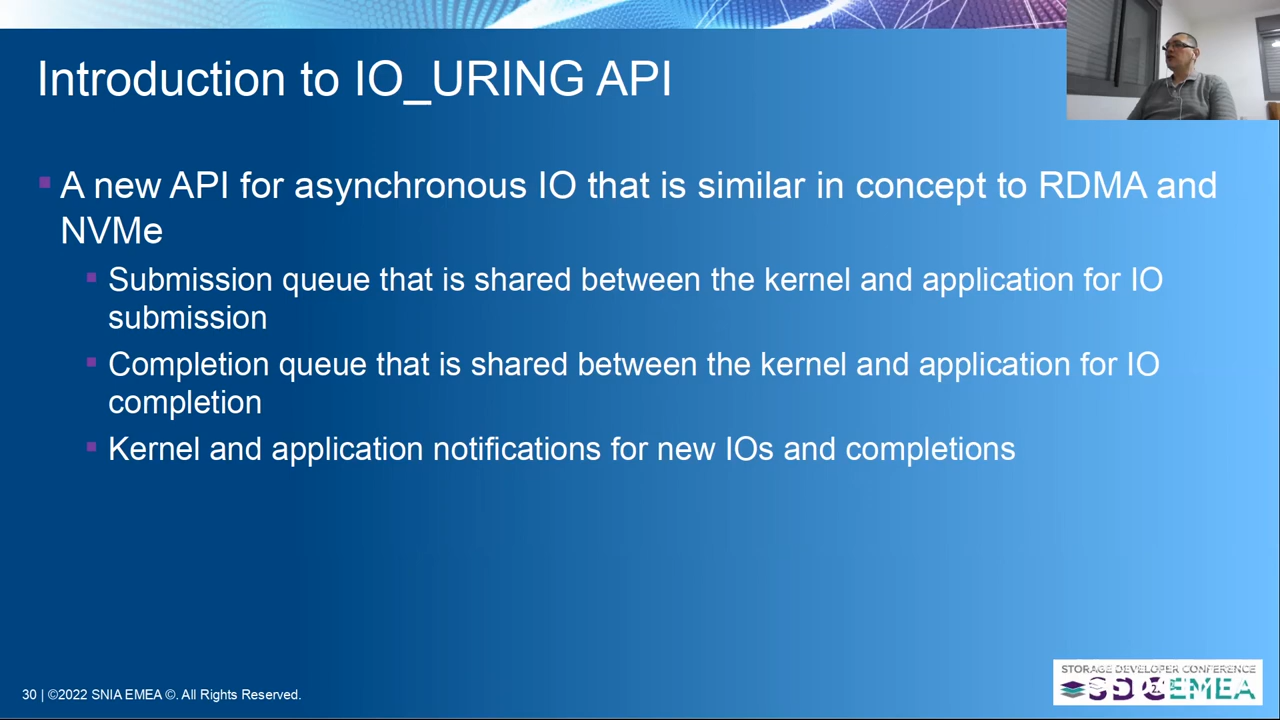 Introduction to IO_URING API
A new API for asynchronous IO that is similar in concept to RDMA and
NVMe
Submission queue that is shared between the kernel and application for IO
submission
Completion queue that is shared between the kernel and application for IO
completion
Kernel and application notifications for new IOs and completions
30 | ©2022 SNIA EMEA ©. All Rights Reserved.
STORAGE DEVELOPER CONFERENCE
EMEA